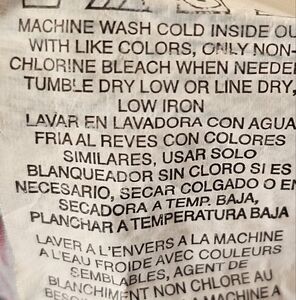 MACHINE WASH COLD INSIDE OU
WITH LIKE COLORS, ONLY NON-
CHLORINE BLEACH WHEN NEEDE
TUMBLE DRY LOW OR LINE DRY,
LOW IRON
LAVAR EN LAVADORA CON AGUA
FRIA AL REVES CON COLORES
SIMILARES, USAR SOLO
BLANQUEADOR SIN CLORO SI ES
NECESARIO, SECAR COLGADO O EN
SECADORA A TEMP. BAJA,
PLANCHAR A TEMPERATURA BAJA
LAVER A L'ENVERS A LA MACHINE
A L'EAU FROIDE AVEC COULEURS
SEMBLABLES, AGENT DE
BLANCHIMENT NON CHLORE AU